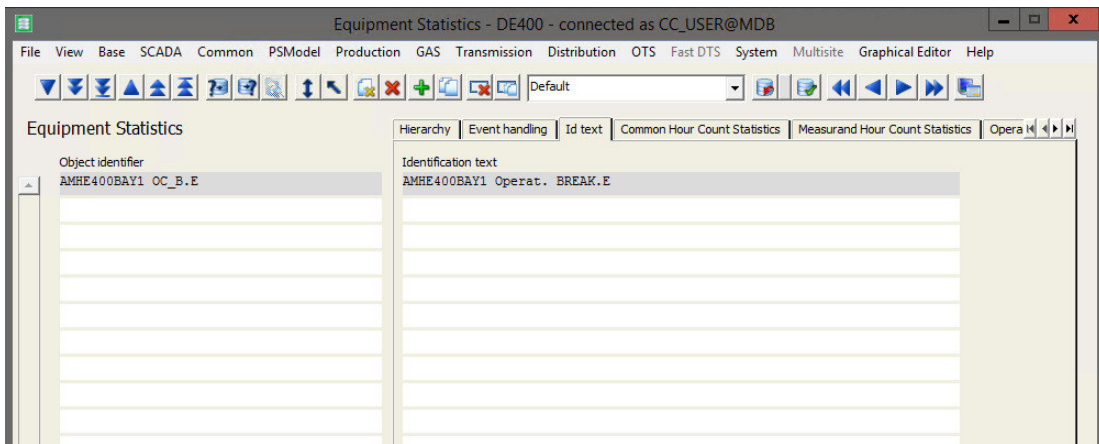 Equipment Statistics - DE400 - connected as CC_USER@MDB
File View Base SCADA Common PSModel Production GAS Transmission Distribution OTS Fast DTS System Multisite Graphical Editor Help
Default
Equipment Statistics
Hierarchy Event handling Id text Common Hour Count Statistics Measurand Hour Count Statistics Opera
Object identifier Identification text
AMHE400BAY1 OC_B.E AMHE400BAY1 Operat. BREAK.E